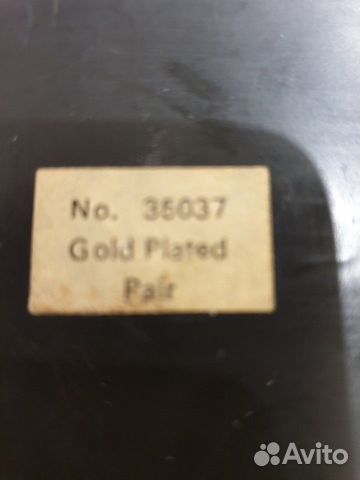 No. 35037
Gold Plated
Pair
Avito